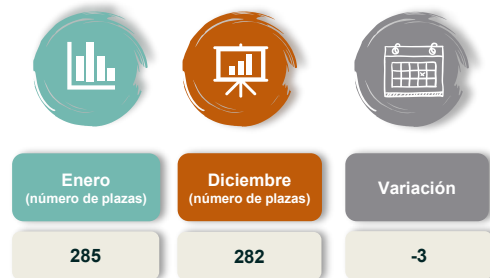 Enero
(número de plazas)
Diciembre
(número de plazas)
Variación
285
282
-3